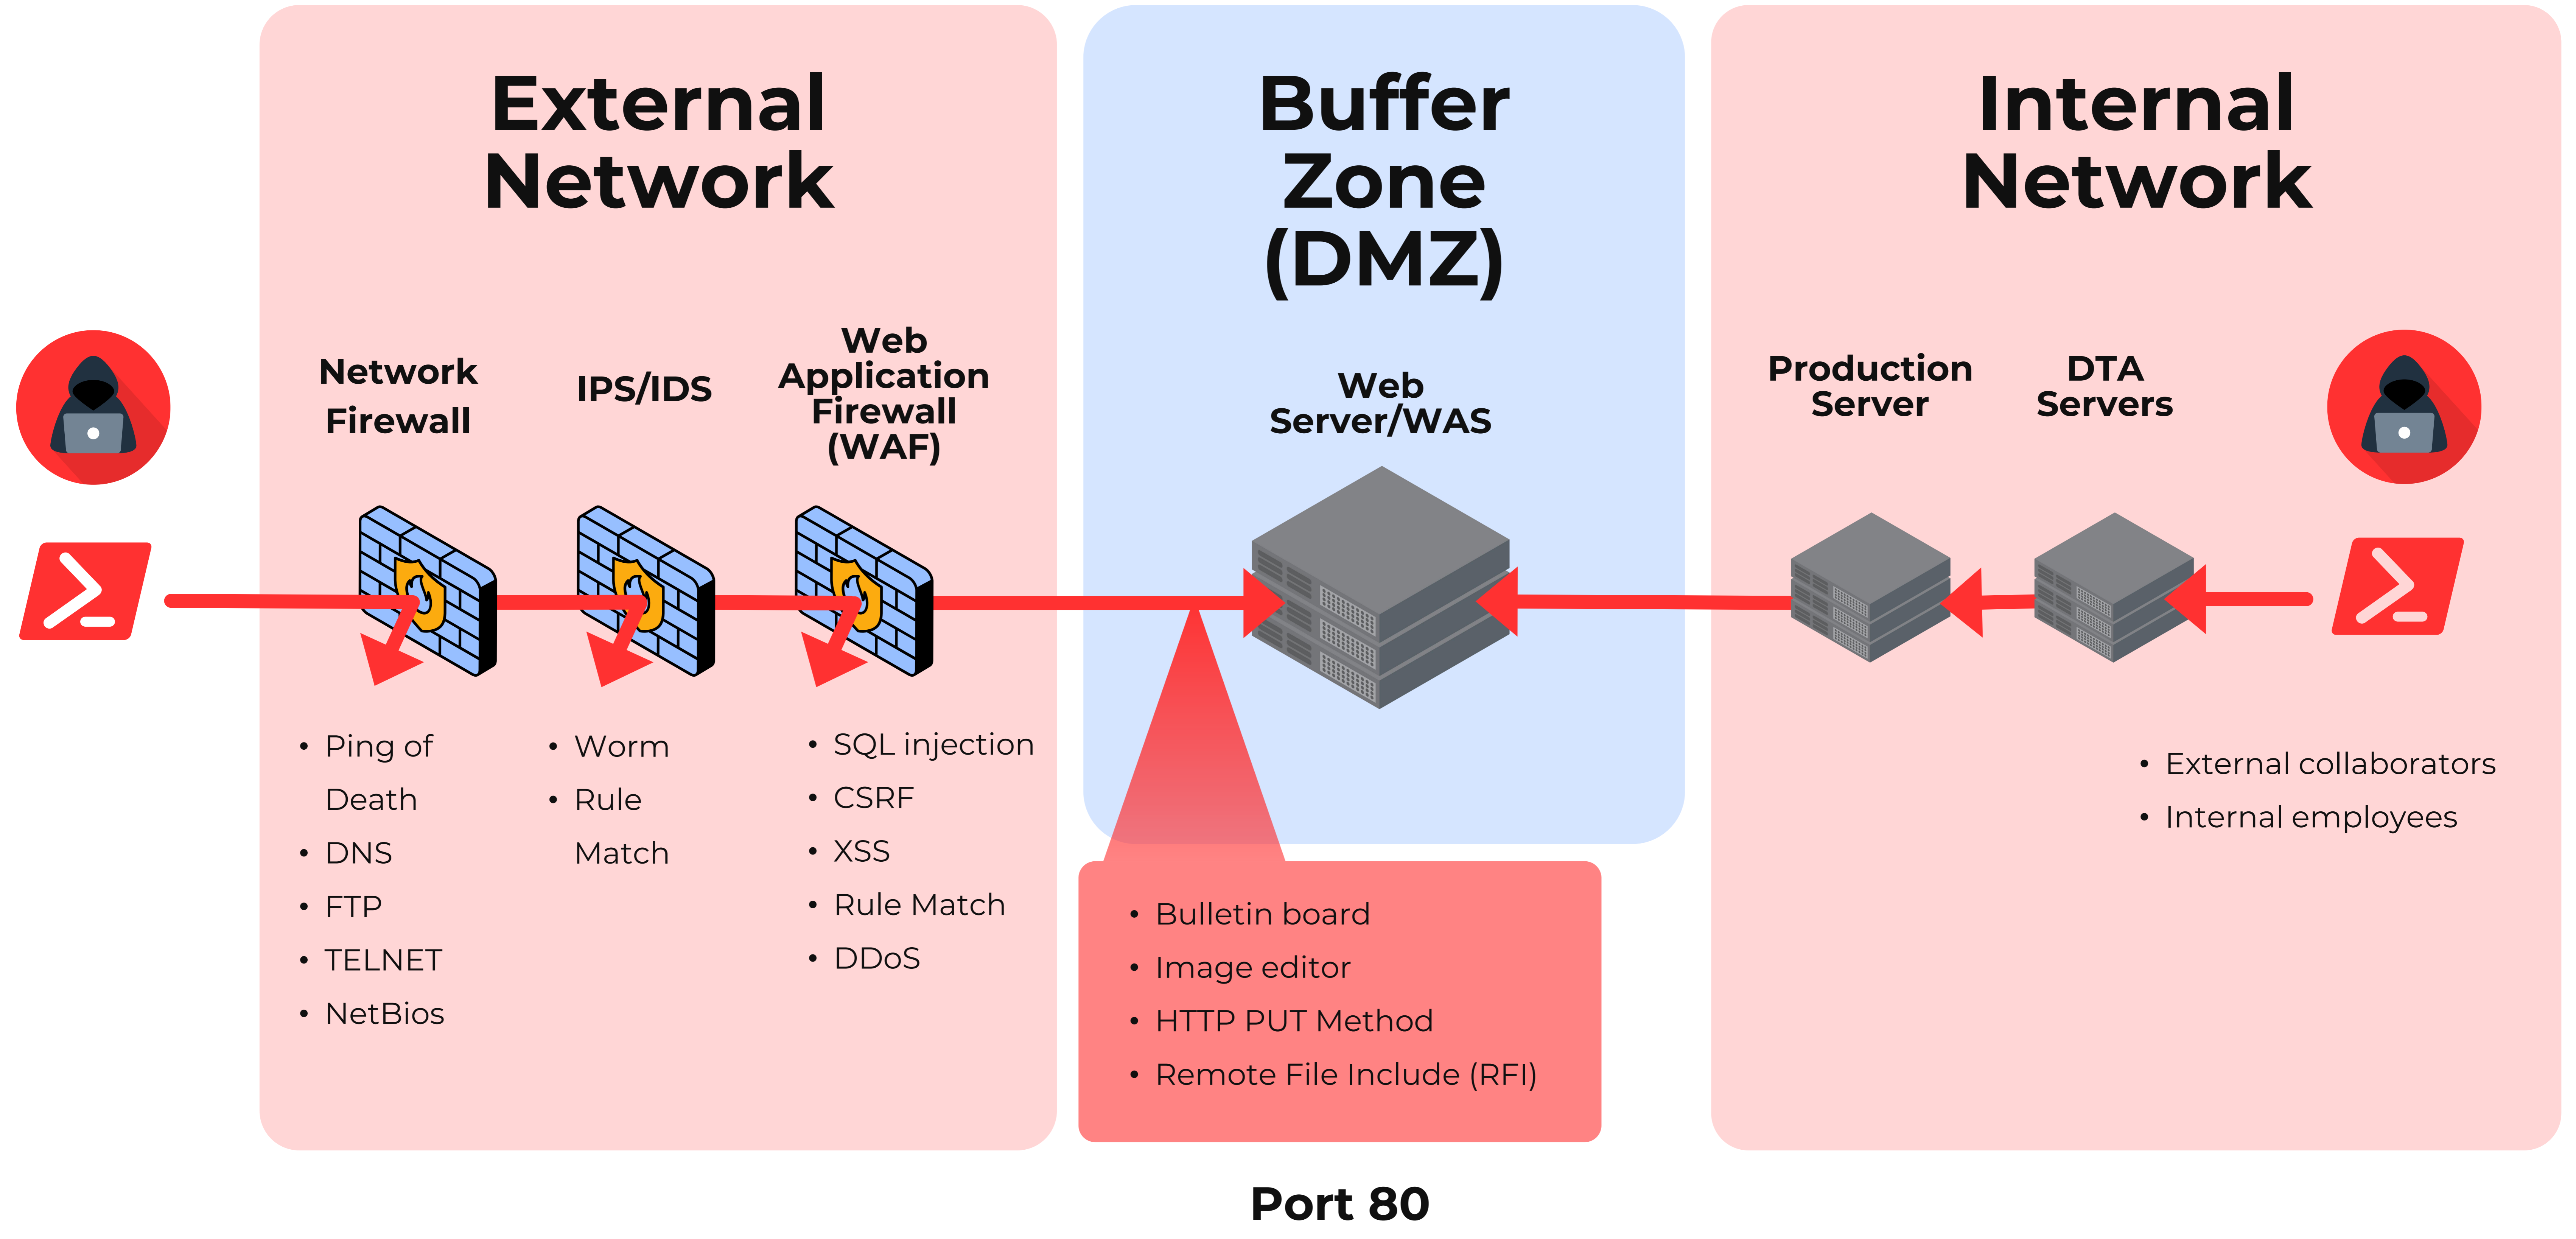 External
Network
Buffer
Zone
(DMZ)
Internal
Network
Network
Firewall
IPS/IDS
Web
Application
Firewall
(WAF)
Web
Server/WAS
Production
Server
DTA
Servers
• Ping of
Death
• DNS
• FTP
• TELNET
• NetBios
• Worm
• Rule
Match
• SQL injection
• CSRF
• XSS
• Rule Match
• DDoS
• Bulletin board
• Image editor
• HTTP PUT Method
• Remote File Include (RFI)
• External collaborators
• Internal employees
Port 80